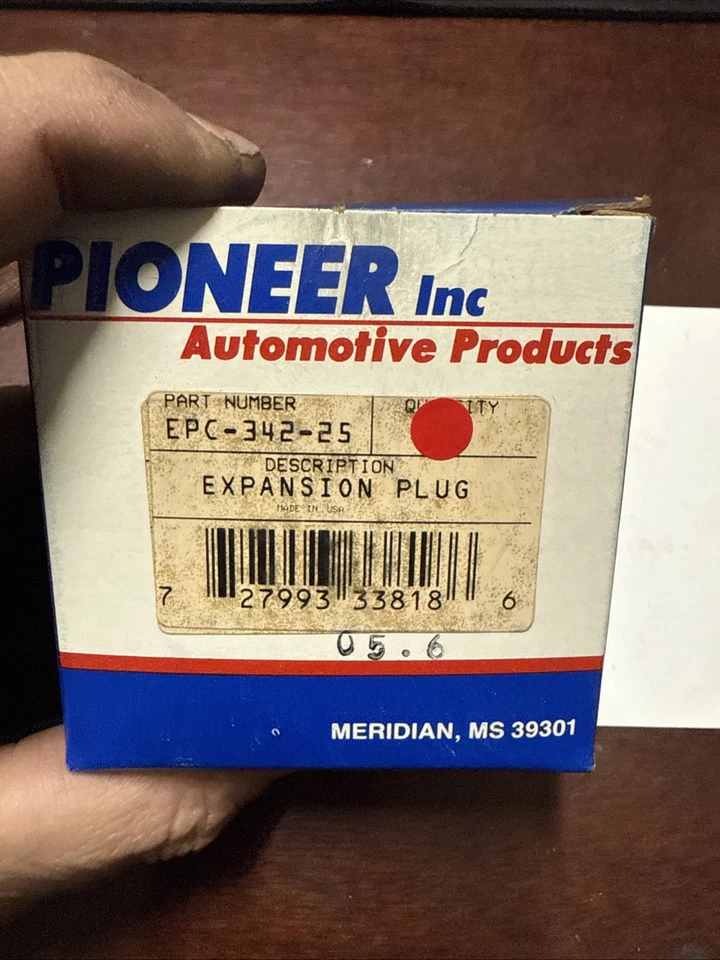 PIONEER Inc
Automotive Products
PART NUMBER
EPC-342-25
DESCRIPTION
EXPANSION PLUG
MADE IN USA
7 27993 33818 6
05.6
MERIDIAN, MS 39301